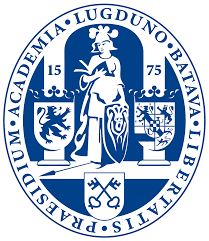 ACADEMIA · LUGDUNO · BATAVA · LIBERTATIS · PRAESIDIUM ·
15 75